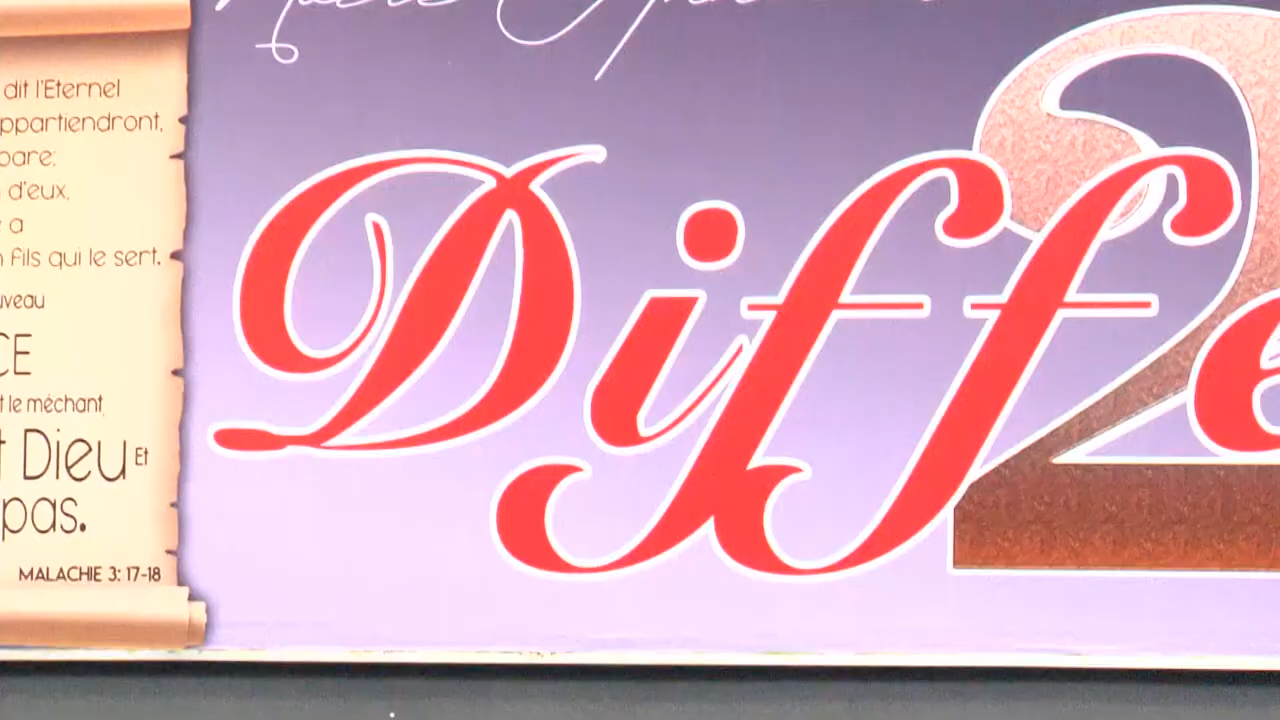 dit l'Eternel
ppartiendront,
pare;
d'eux,
a
fils qui le sert.
uveau
CE
t le méchant,
t Dieu Et
pas.
MALACHIE 3: 17-18
2
Diffe